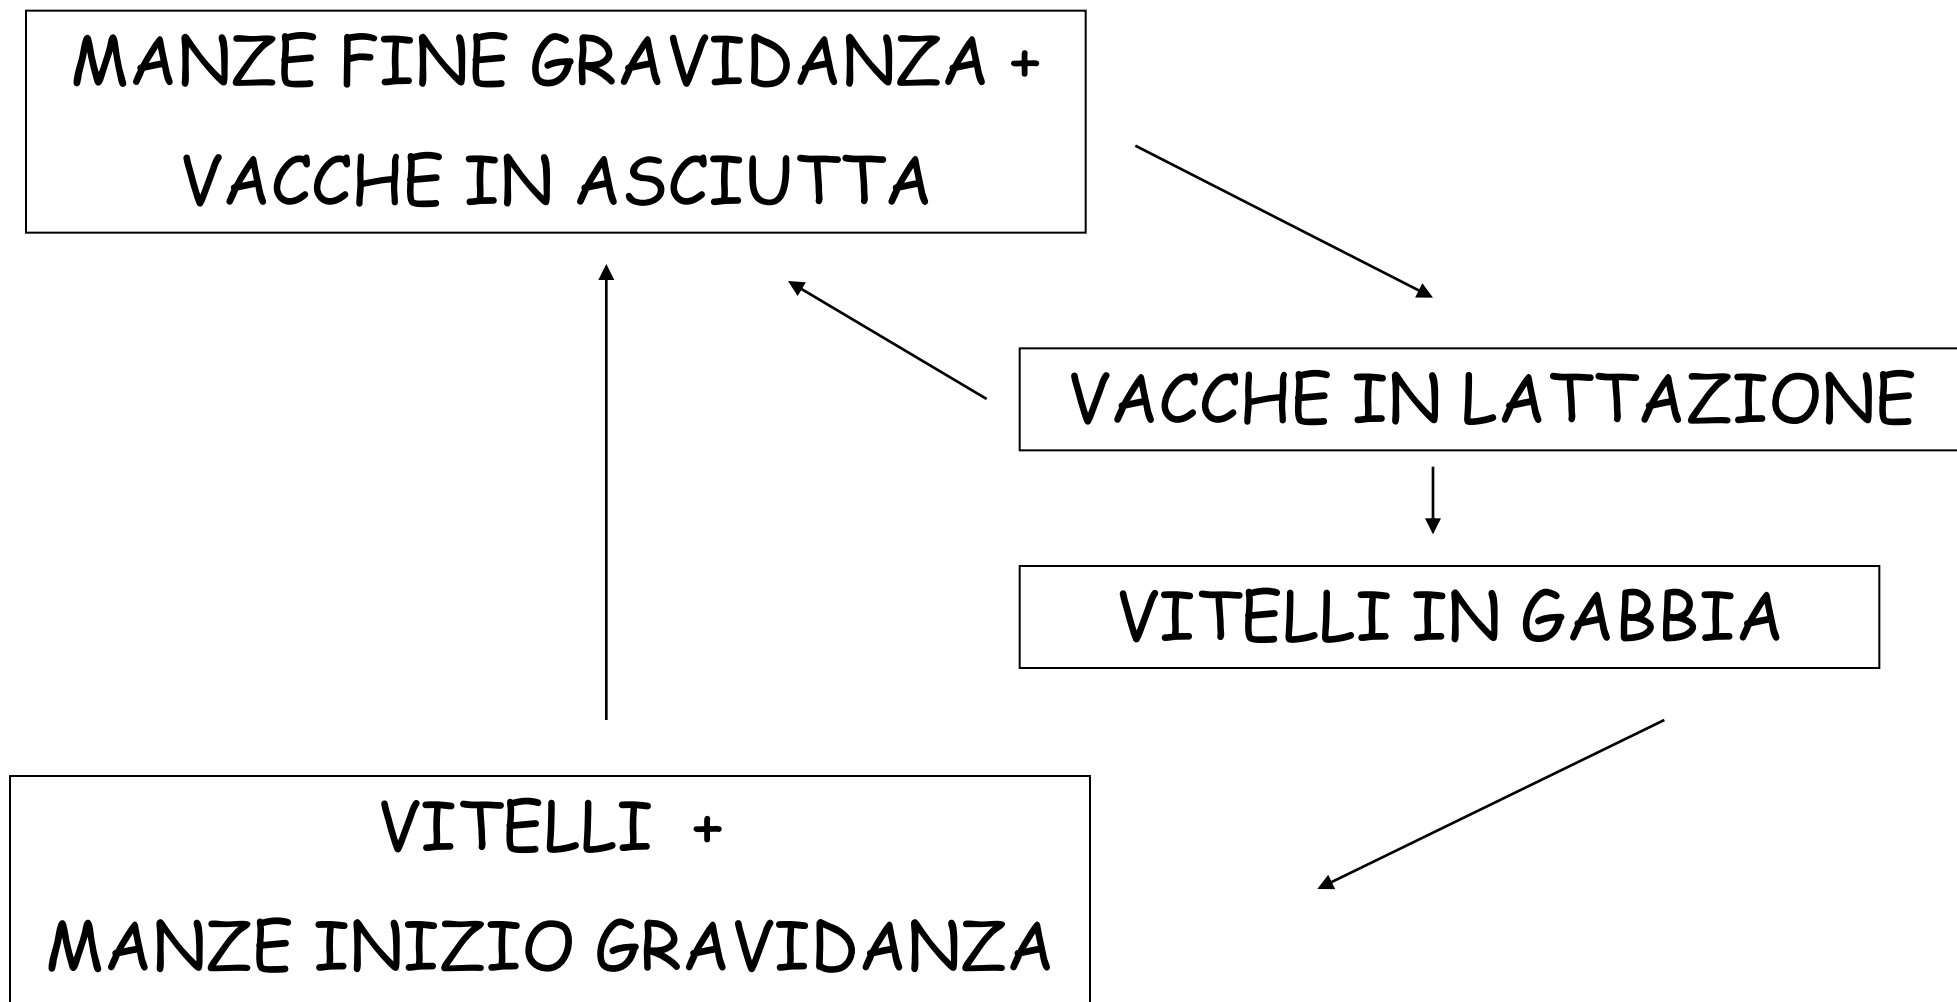 MANZE FINE GRAVIDANZA +
VACCHE IN ASCIUTTA
VACCHE IN LATTAZIONE
VITELLI IN GABBIA
VITELLI +
MANZE INIZIO GRAVIDANZA